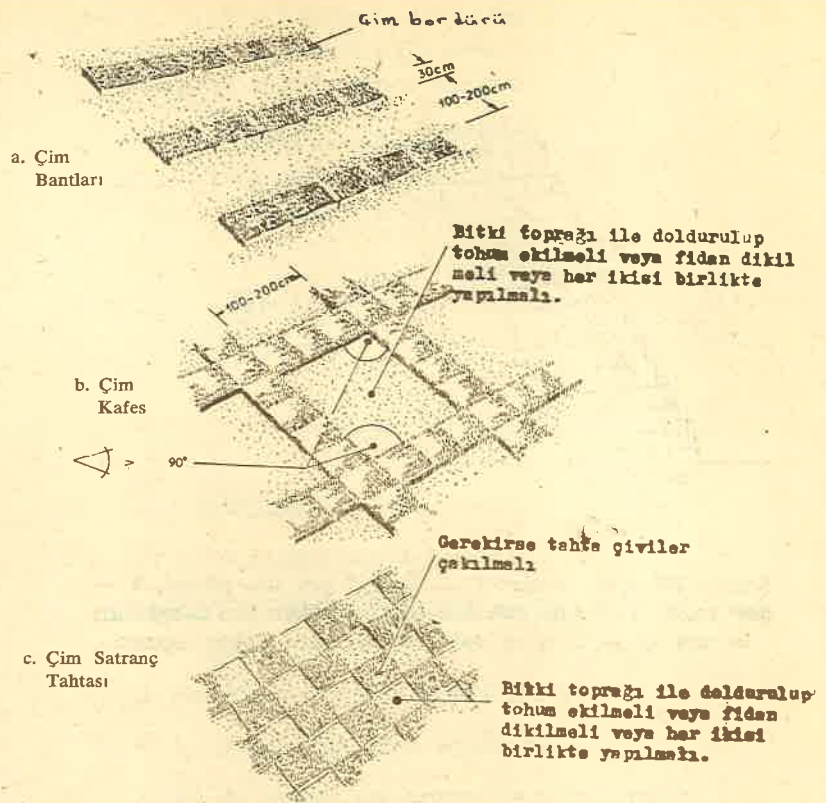 Çim bordürü
30cm
100-200cm
a. Çim
Bantları
Bitki toprağı ile doldurulup
tohum ekilmeli veya fidan dikil
meli veya her ikisi birlikte
yapılmalı.
100-200cm
b. Çim
Kafes
90°
Gerekirse tahta çiviler
çakılmalı
c. Çim Satranç
Tahtası
Bitki toprağı ile doldurulup
tohum ekilmeli veya fidan
dikilmeli veya her ikisi
birlikte yapılmalı.